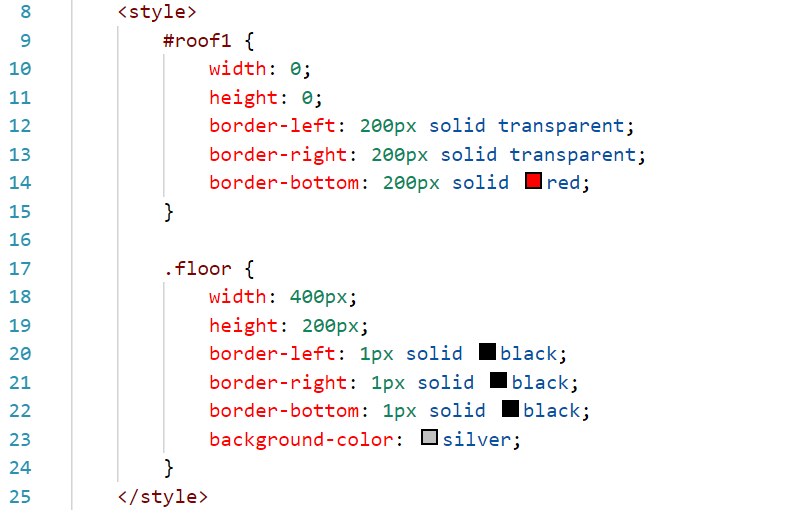 8 <style>
9 #roof1 {
10 width: 0;
11 height: 0;
12 border-left: 200px solid transparent;
13 border-right: 200px solid transparent;
14 border-bottom: 200px solid red;
15 }
16
17 .floor {
18 width: 400px;
19 height: 200px;
20 border-left: 1px solid black;
21 border-right: 1px solid black;
22 border-bottom: 1px solid black;
23 background-color: silver;
24 }
25 </style>